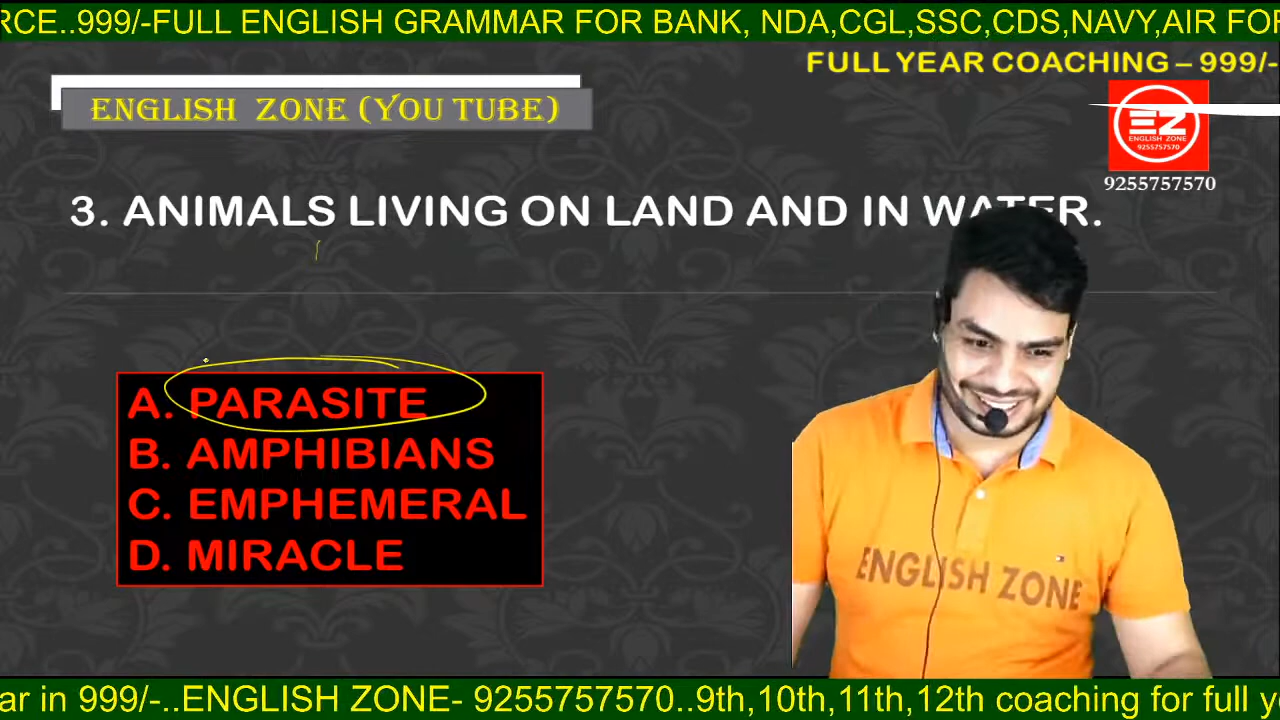 RCE..999/-FULL ENGLISH GRAMMAR FOR BANK, NDA,CGL,SSC,CDS,NAVY,AIR FOR
FULL YEAR COACHING – 999/-
ENGLISH ZONE (YOU TUBE)
EZ
ENGLISH ZONE
9255757570
9255757570
3. ANIMALS LIVING ON LAND AND IN WATER.
A. PARASITE
B. AMPHIBIANS
C. EMPHEMERAL
D. MIRACLE
ENGLISH ZONE
ar in 999/-..ENGLISH ZONE- 9255757570..9th,10th,11th,12th coaching for full y